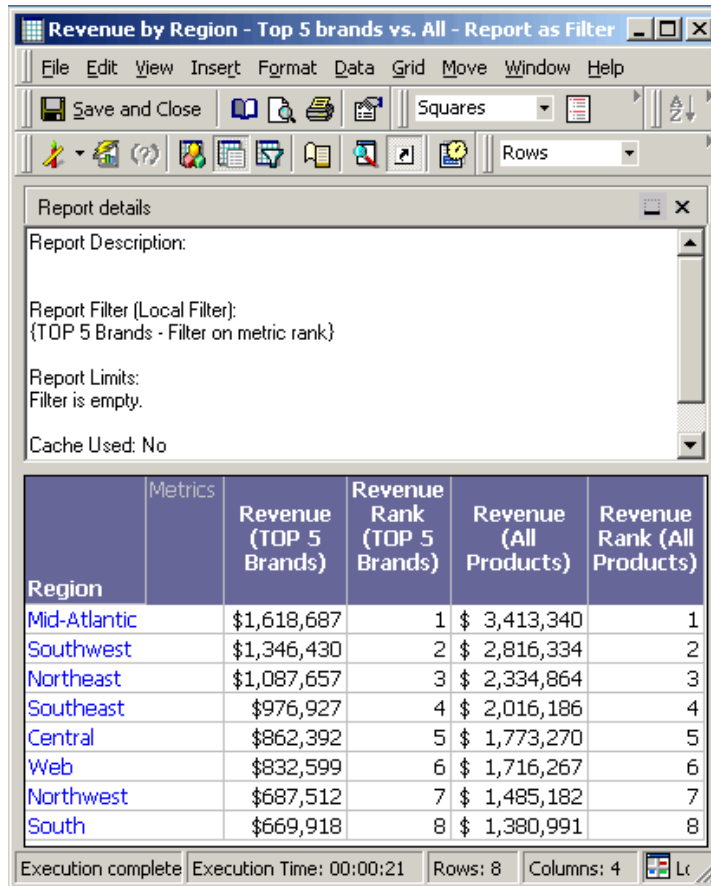 Revenue by Region - Top 5 brands vs. All - Report as Filter
File Edit View Insert Format Data Grid Move Window Help
Save and Close Squares
Rows
Report details
Report Description:
Report Filter (Local Filter):
{TOP 5 Brands - Filter on metric rank}
Report Limits:
Filter is empty.
Cache Used: No
Region Metrics Revenue (TOP 5 Brands) Revenue Rank (TOP 5 Brands) Revenue (All Products) Revenue Rank (All Products)
Mid-Atlantic $1,618,687 1 $ 3,413,340 1
Southwest $1,346,430 2 $ 2,816,334 2
Northeast $1,087,657 3 $ 2,334,864 3
Southeast $976,927 4 $ 2,016,186 4
Central $862,392 5 $ 1,773,270 5
Web $832,599 6 $ 1,716,267 6
Northwest $687,512 7 $ 1,485,182 7
South $669,918 8 $ 1,380,991 8
Execution complete Execution Time: 00:00:21 Rows: 8 Columns: 4